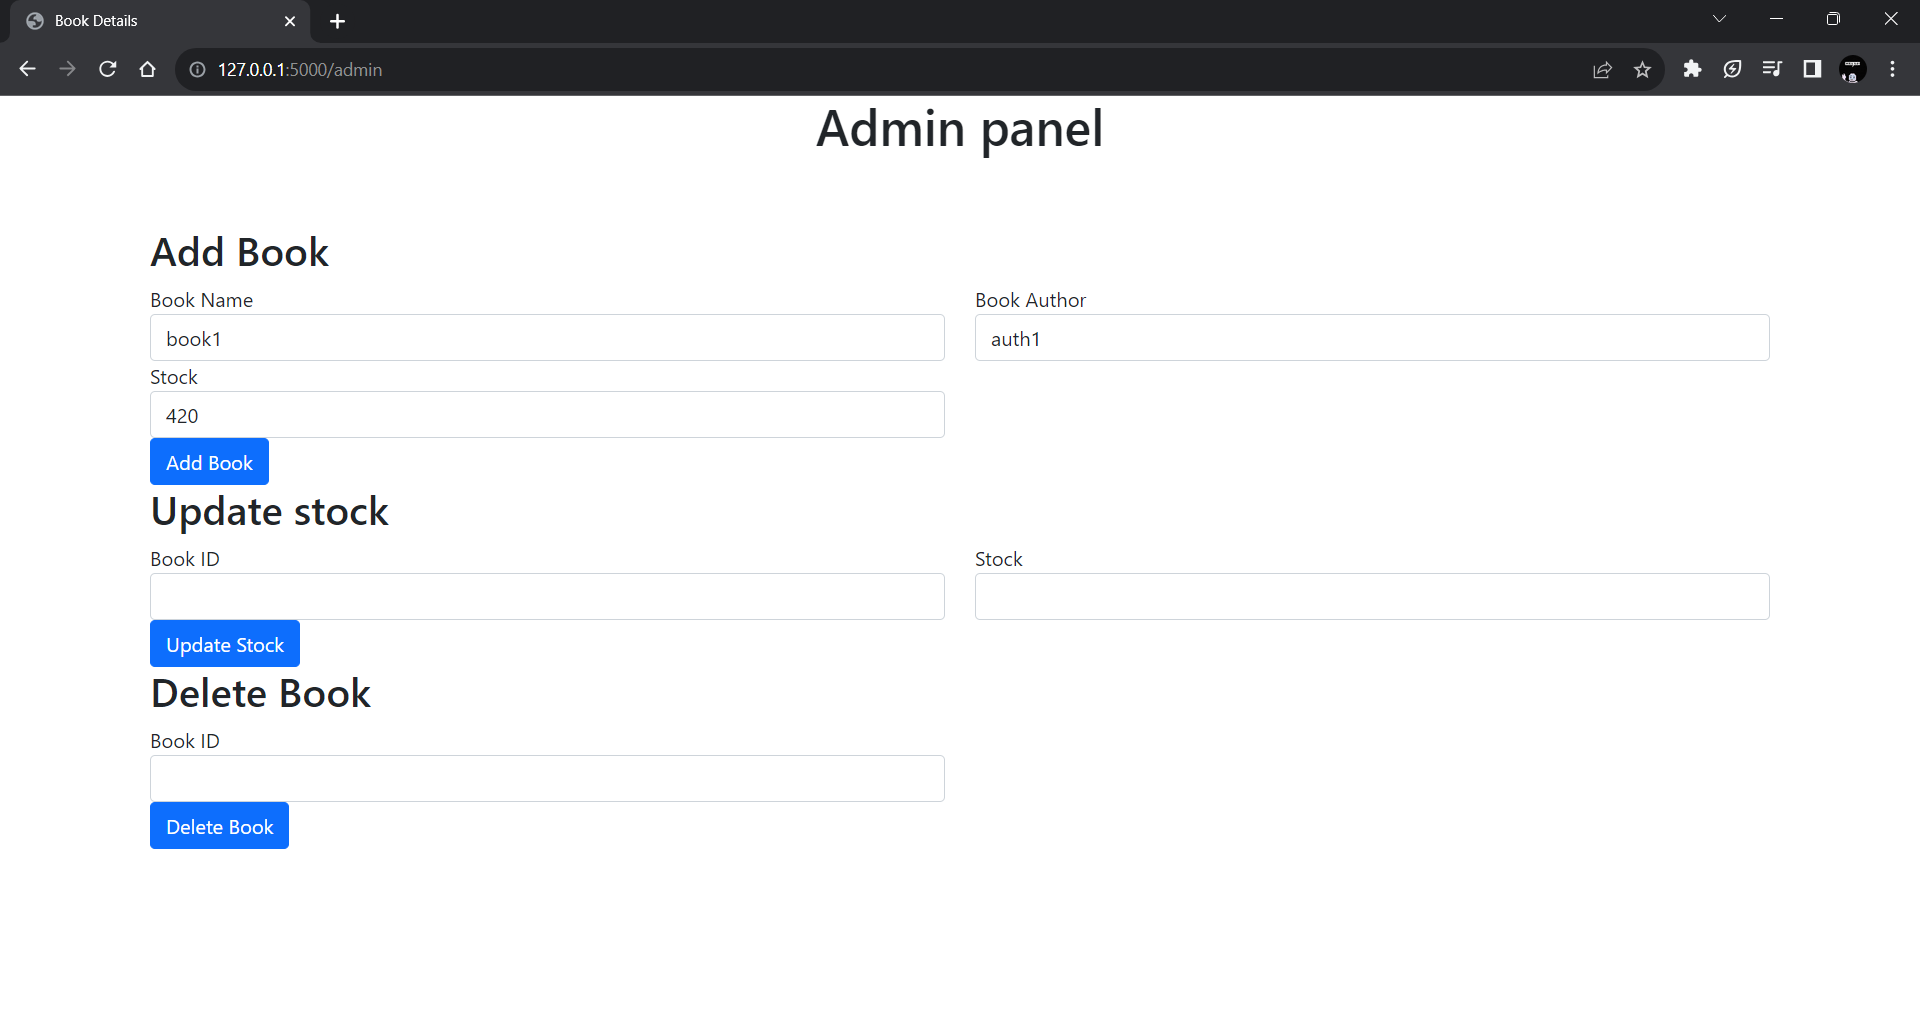 Book Details
127.0.0.1:5000/admin
Admin panel
Add Book
Book Name
Book Author
book1
auth1
Stock
420
Add Book
Update stock
Book ID
Stock
Update Stock
Delete Book
Book ID
Delete Book